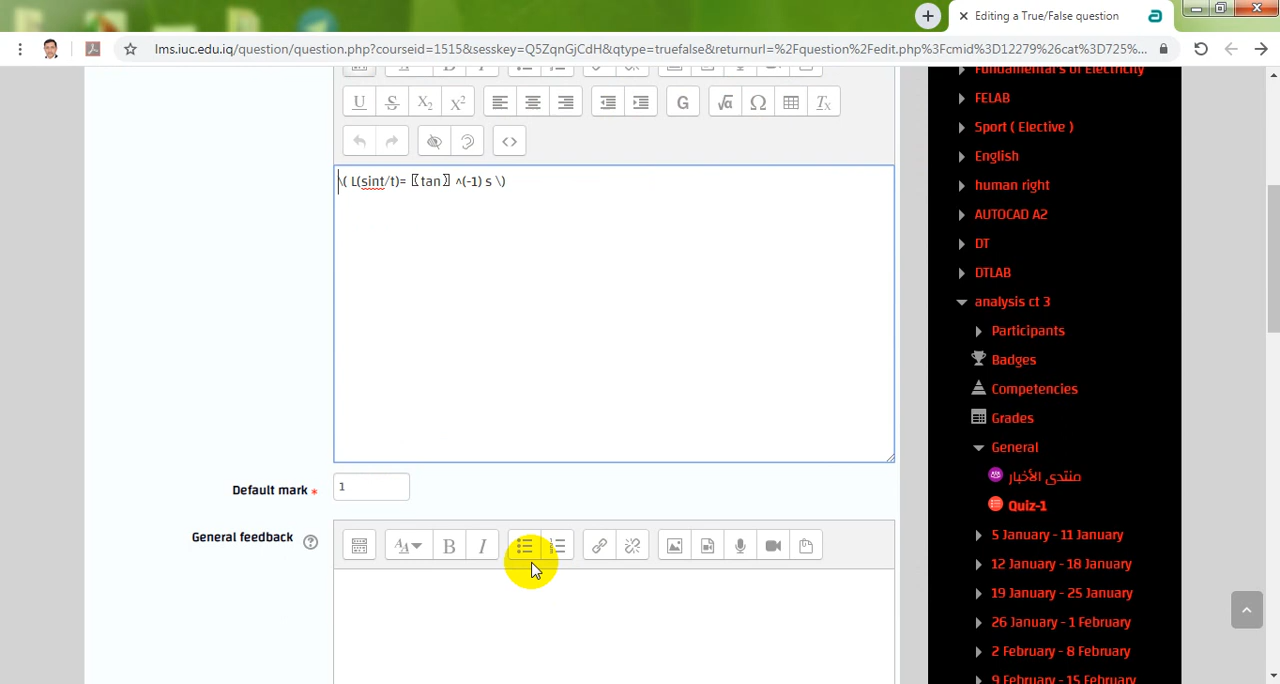 Editing a True/False question
lms.iuc.edu.iq/question/question.php?courseid=1515&sesskey=Q5ZqnGjCdH&qtype=truefalse&returnurl=%2Fquestion%2Fedit.php%3Fcmid%3D12279%26cat%3D725%...
Fundamental's of Electricity
FELAB
Sport ( Elective )
English
human right
AUTOCAD A2
DT
DTLAB
analysis ct 3
Participants
Badges
Competencies
Grades
General
منتدى الأخبار
Quiz-1
5 January - 11 January
12 January - 18 January
19 January - 25 January
26 January - 1 February
2 February - 8 February
9 February - 15 February
\( L(sint/t)= 〖tan〗 ^(-1) s \)
Default mark
1
General feedback